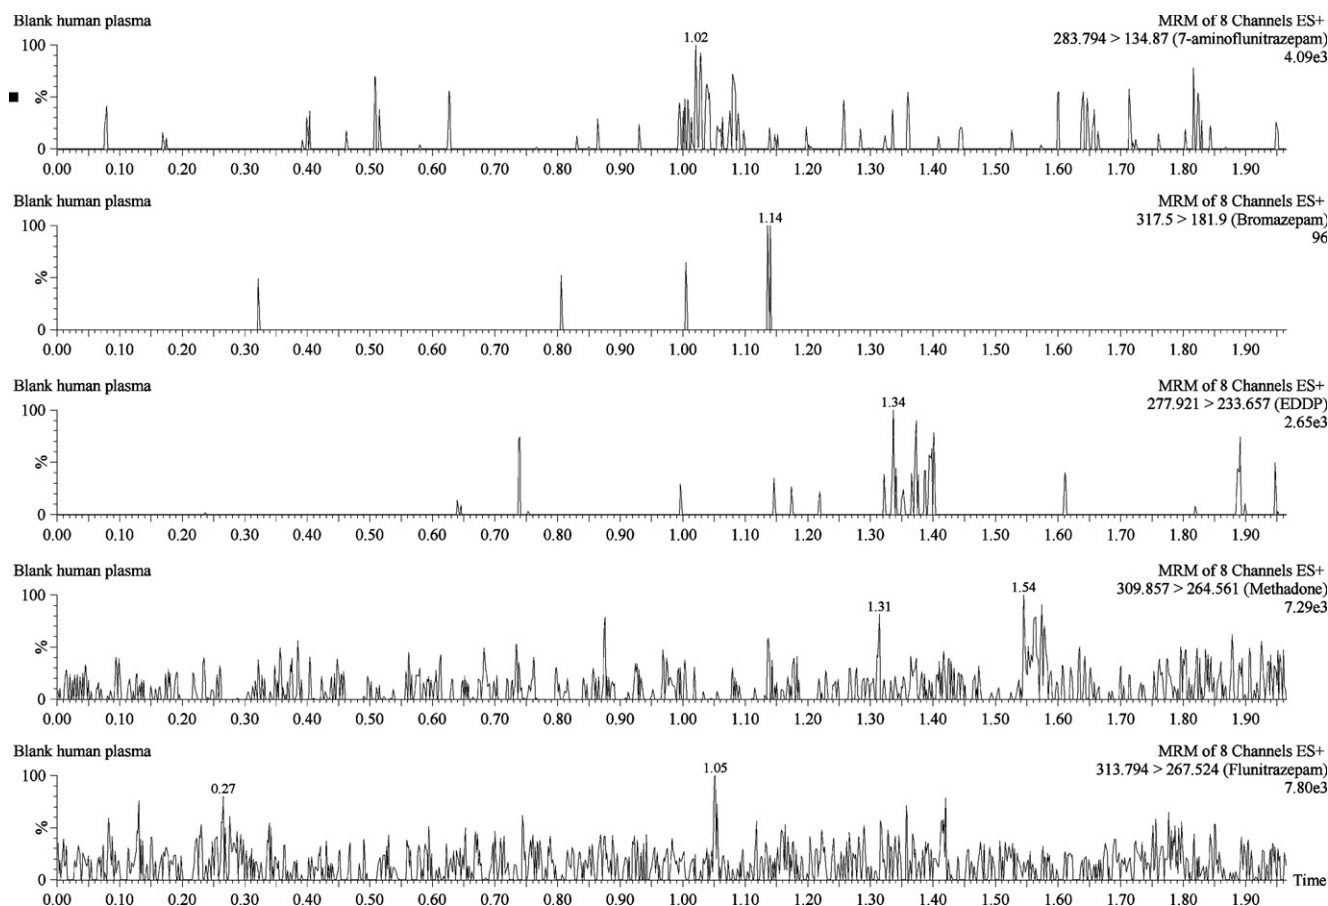 Blank human plasma
MRM of 8 Channels ES+
283.794 > 134.87 (7-aminoflunitrazepam)
4.09e3
1.02
100
%
0
0.00 0.10 0.20 0.30 0.40 0.50 0.60 0.70 0.80 0.90 1.00 1.10 1.20 1.30 1.40 1.50 1.60 1.70 1.80 1.90
Blank human plasma
MRM of 8 Channels ES+
317.5 > 181.9 (Bromazepam)
96
1.14
100
%
0
0.00 0.10 0.20 0.30 0.40 0.50 0.60 0.70 0.80 0.90 1.00 1.10 1.20 1.30 1.40 1.50 1.60 1.70 1.80 1.90
Blank human plasma
MRM of 8 Channels ES+
277.921 > 233.657 (EDDP)
2.65e3
1.34
100
%
0
0.00 0.10 0.20 0.30 0.40 0.50 0.60 0.70 0.80 0.90 1.00 1.10 1.20 1.30 1.40 1.50 1.60 1.70 1.80 1.90
Blank human plasma
MRM of 8 Channels ES+
309.857 > 264.561 (Methadone)
7.29e3
1.54
1.31
100
%
0
0.00 0.10 0.20 0.30 0.40 0.50 0.60 0.70 0.80 0.90 1.00 1.10 1.20 1.30 1.40 1.50 1.60 1.70 1.80 1.90
Blank human plasma
MRM of 8 Channels ES+
313.794 > 267.524 (Flunitrazepam)
7.80e3
1.05
0.27
100
%
0
Time
0.00 0.10 0.20 0.30 0.40 0.50 0.60 0.70 0.80 0.90 1.00 1.10 1.20 1.30 1.40 1.50 1.60 1.70 1.80 1.90